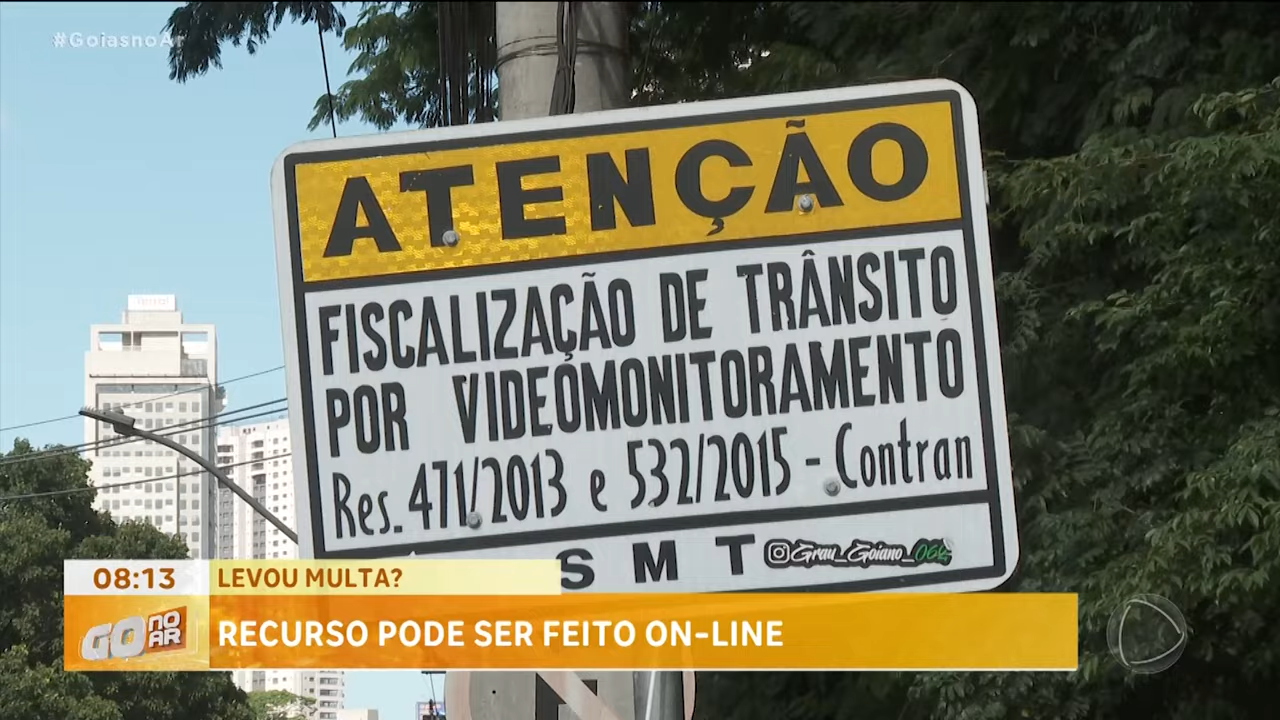 #GoiasnoAr
ATENÇÃO
FISCALIZAÇÃO DE TRÂNSITO
POR VIDEOMONITORAMENTO
Res. 471/2013 e 532/2015 - Contran
SMT
Grau_Goiano_062
08:13
LEVOU MULTA?
GO NO AR
RECURSO PODE SER FEITO ON-LINE